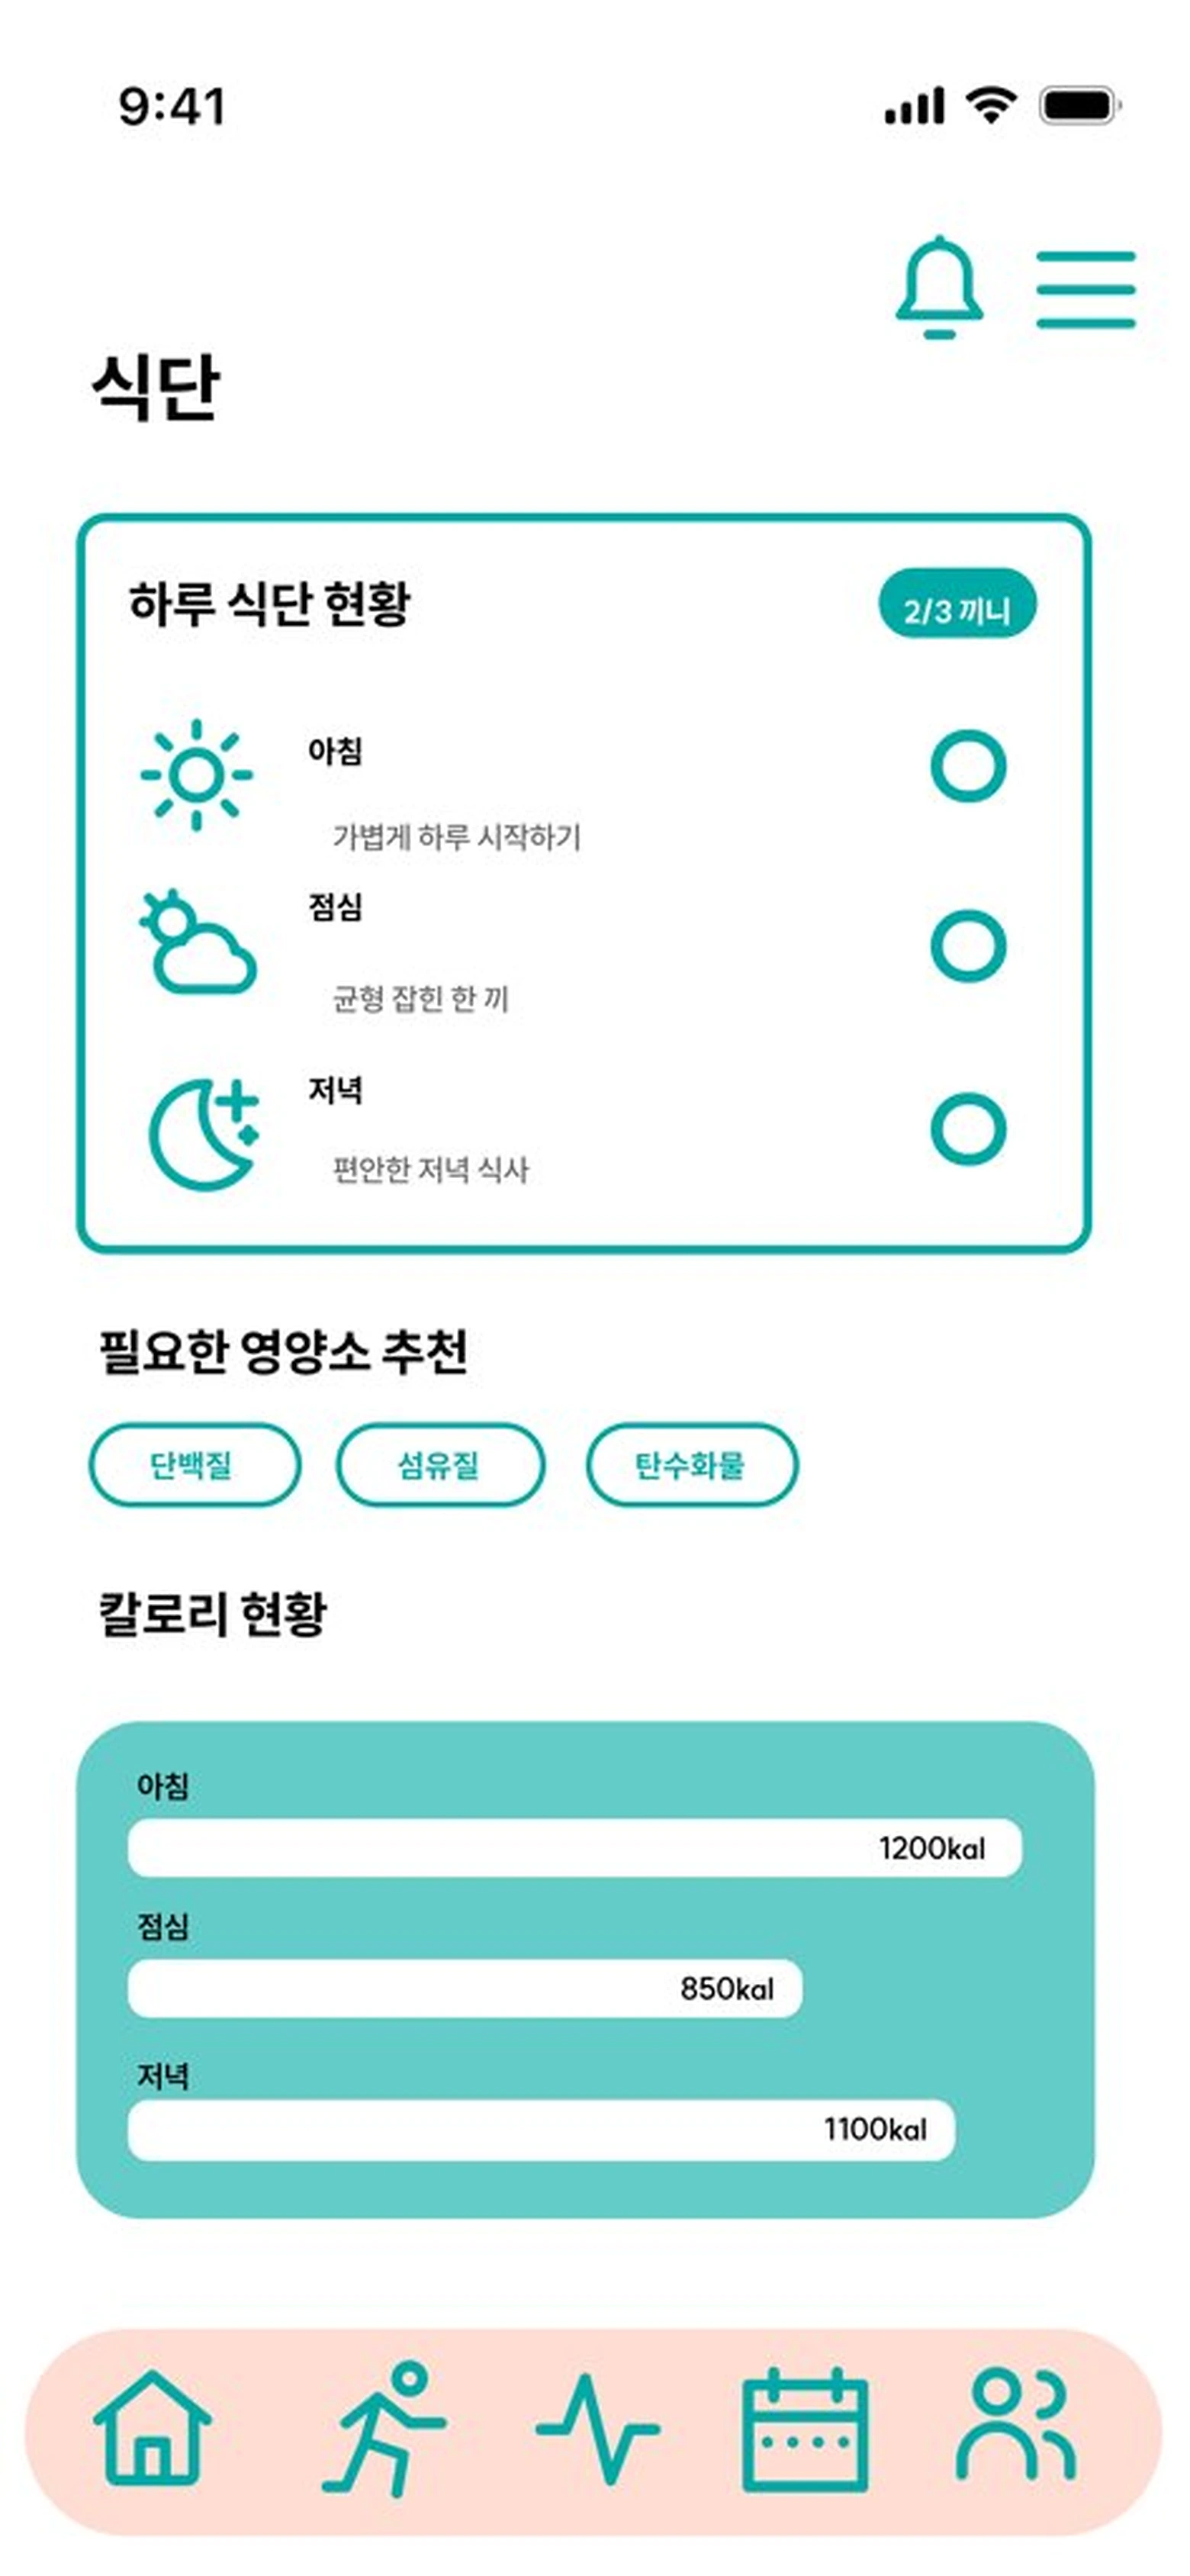 9:41
식단
하루 식단 현황
2/3 끼니
아침
가볍게 하루 시작하기
점심
균형 잡힌 한 끼
저녁
편안한 저녁 식사
필요한 영양소 추천
단백질
섬유질
탄수화물
칼로리 현황
아침
1200kal
점심
850kal
저녁
1100kal